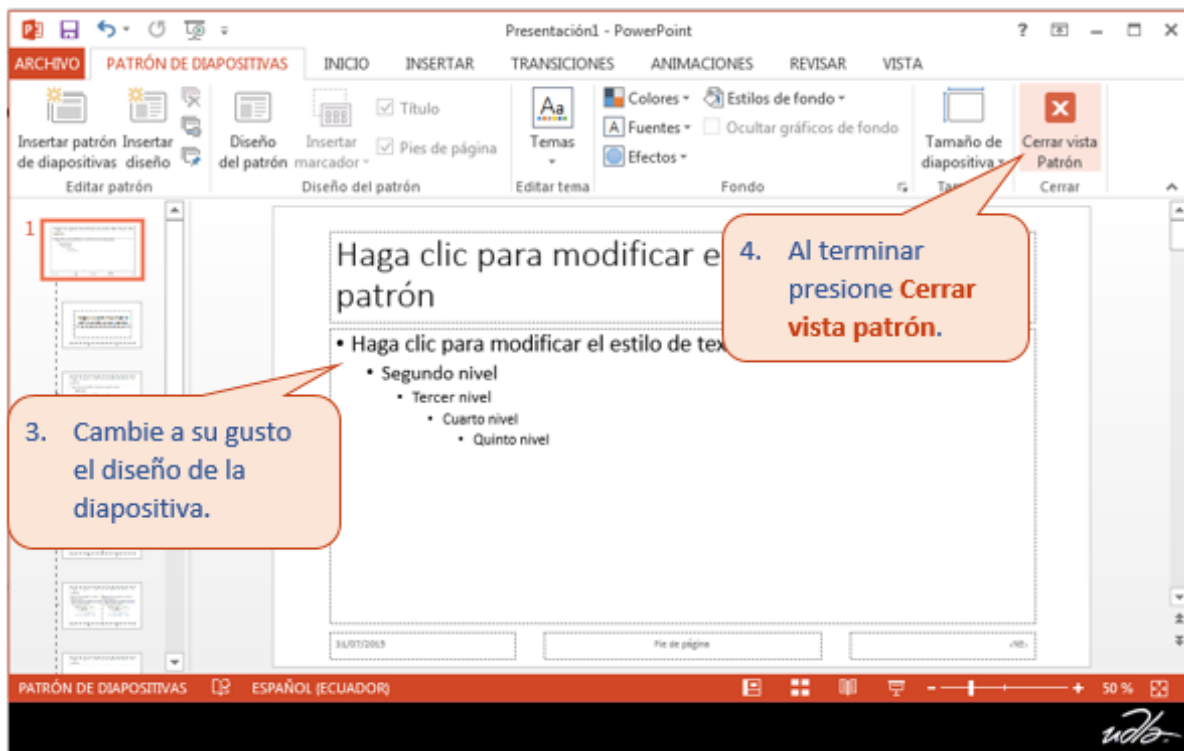 Presentación1 - PowerPoint
ARCHIVO PATRÓN DE DIAPOSITIVAS INICIO INSERTAR TRANSICIONES ANIMACIONES REVISAR VISTA
Insertar patrón de diapositivas
Insertar diseño
Editar patrón
Diseño del patrón
Insertar marcador
Título
Pies de página
Diseño del patrón
Aa
Temas
Editar tema
Colores
Fuentes
Efectos
Estilos de fondo
Ocultar gráficos de fondo
Fondo
Tamaño de diapositiva
Cerrar vista Patrón
Cerrar
1
Haga clic para modificar e
patrón
• Haga clic para modificar el estilo de tex
• Segundo nivel
• Tercer nivel
• Cuarto nivel
• Quinto nivel
Pie de página
3. Cambie a su gusto
el diseño de la
diapositiva.
4. Al terminar
presione Cerrar
vista patrón.
PATRÓN DE DIAPOSITIVAS ESPAÑOL (ECUADOR) 50 %
udla